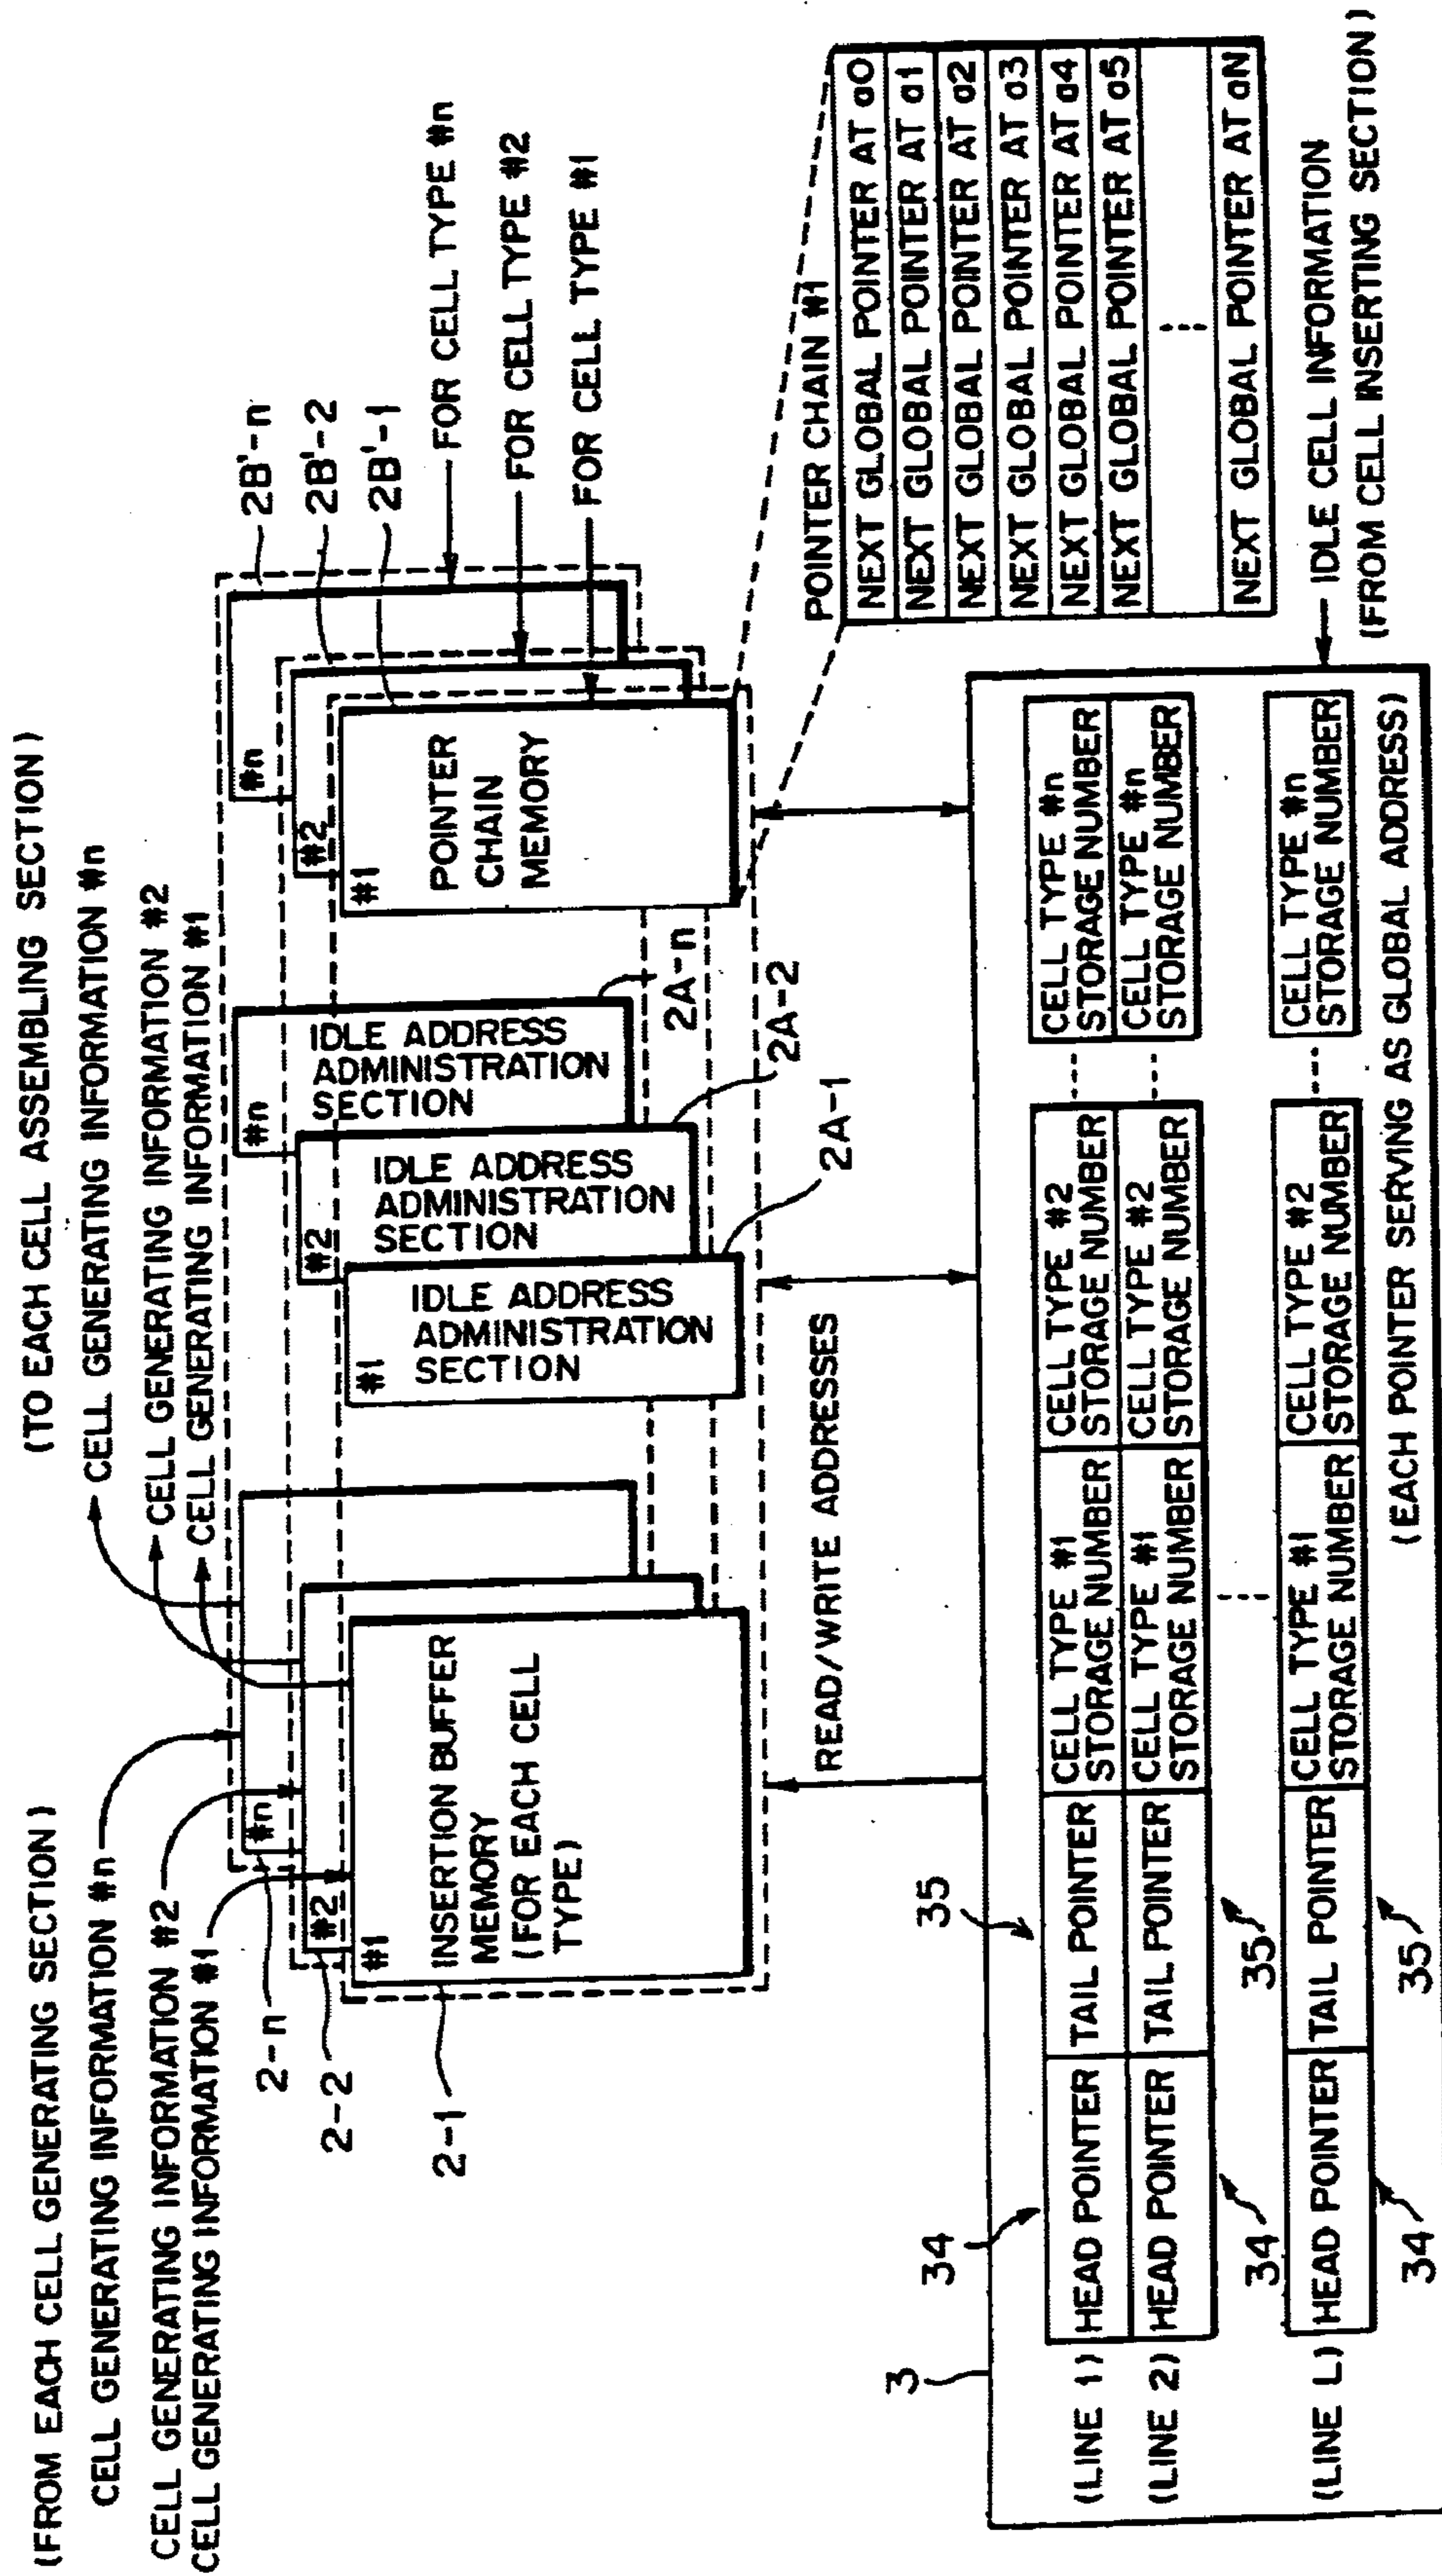 (FROM EACH CELL GENERATING SECTION)
(TO EACH CELL ASSEMBLING SECTION)
CELL GENERATING INFORMATION #n
CELL GENERATING INFORMATION #n
CELL GENERATING INFORMATION #2
CELL GENERATING INFORMATION #2
CELL GENERATING INFORMATION #1
CELL GENERATING INFORMATION #1
2-n
2-2
2-1
#n
#2
#1
INSERTION BUFFER
MEMORY
(FOR EACH CELL
TYPE)
#n
IDLE ADDRESS
ADMINISTRATION
SECTION
#2
IDLE ADDRESS
ADMINISTRATION
SECTION
#1
IDLE ADDRESS
ADMINISTRATION
SECTION
2A-n
2A-2
2A-1
#n
#2
#1
POINTER
CHAIN
MEMORY
2B'-n
2B'-2
2B'-1
FOR CELL TYPE #n
FOR CELL TYPE #2
FOR CELL TYPE #1
READ/WRITE ADDRESSES
POINTER CHAIN #1
NEXT GLOBAL POINTER AT a0
NEXT GLOBAL POINTER AT a1
NEXT GLOBAL POINTER AT a2
NEXT GLOBAL POINTER AT a3
NEXT GLOBAL POINTER AT a4
NEXT GLOBAL POINTER AT a5
NEXT GLOBAL POINTER AT aN
3
34
35
(LINE 1) HEAD POINTER TAIL POINTER CELL TYPE #1 STORAGE NUMBER CELL TYPE #2 STORAGE NUMBER CELL TYPE #n STORAGE NUMBER
(LINE 2) HEAD POINTER TAIL POINTER CELL TYPE #1 STORAGE NUMBER CELL TYPE #2 STORAGE NUMBER CELL TYPE #n STORAGE NUMBER
34
35
(LINE L) HEAD POINTER TAIL POINTER CELL TYPE #1 STORAGE NUMBER CELL TYPE #2 STORAGE NUMBER CELL TYPE #n STORAGE NUMBER
34
35
(EACH POINTER SERVING AS GLOBAL ADDRESS)
IDLE CELL INFORMATION
(FROM CELL INSERTING SECTION)